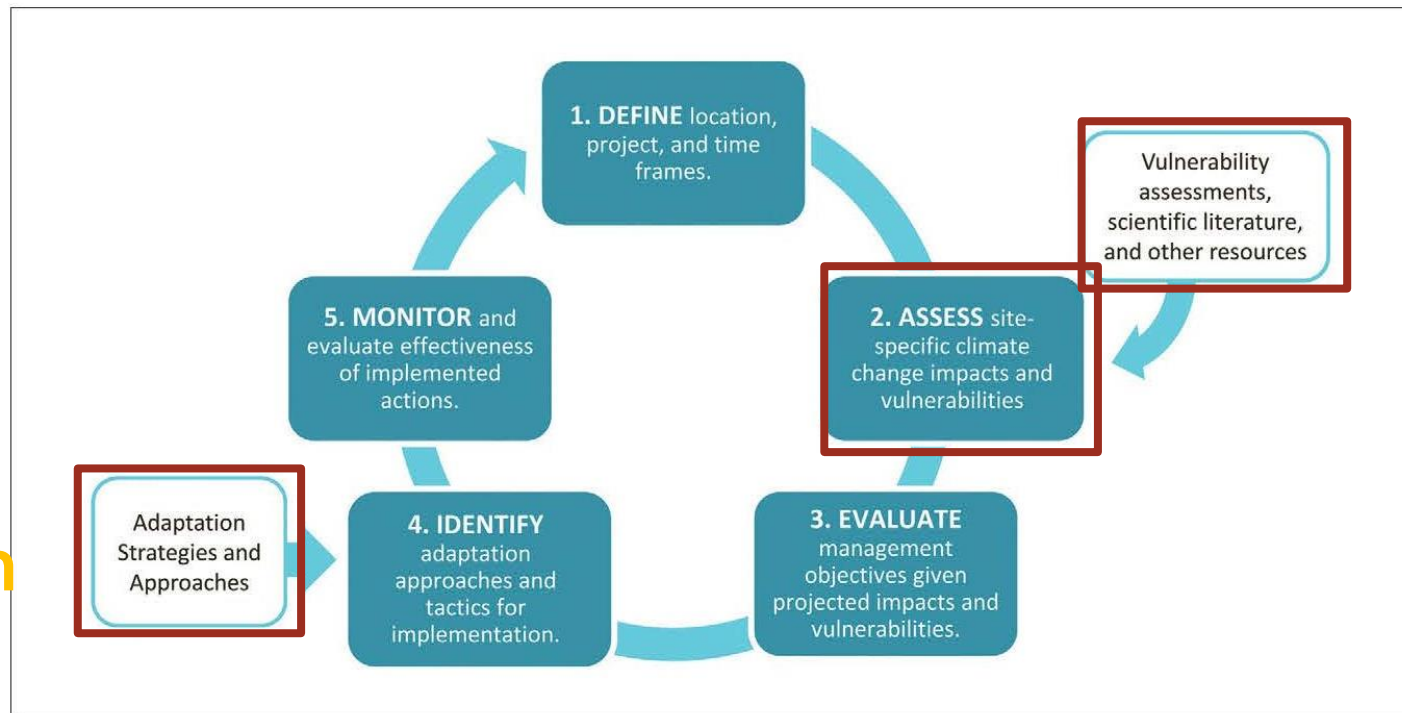 1. DEFINE location,
project, and time
frames.
Vulnerability
assessments,
scientific literature,
and other resources
2. ASSESS site-
specific climate
change impacts and
vulnerabilities
3. EVALUATE
management
objectives given
projected impacts and
vulnerabilities.
4. IDENTIFY
adaptation
approaches and
tactics for
implementation.
Adaptation
Strategies and
Approaches
5. MONITOR and
evaluate effectiveness
of implemented
actions.
n